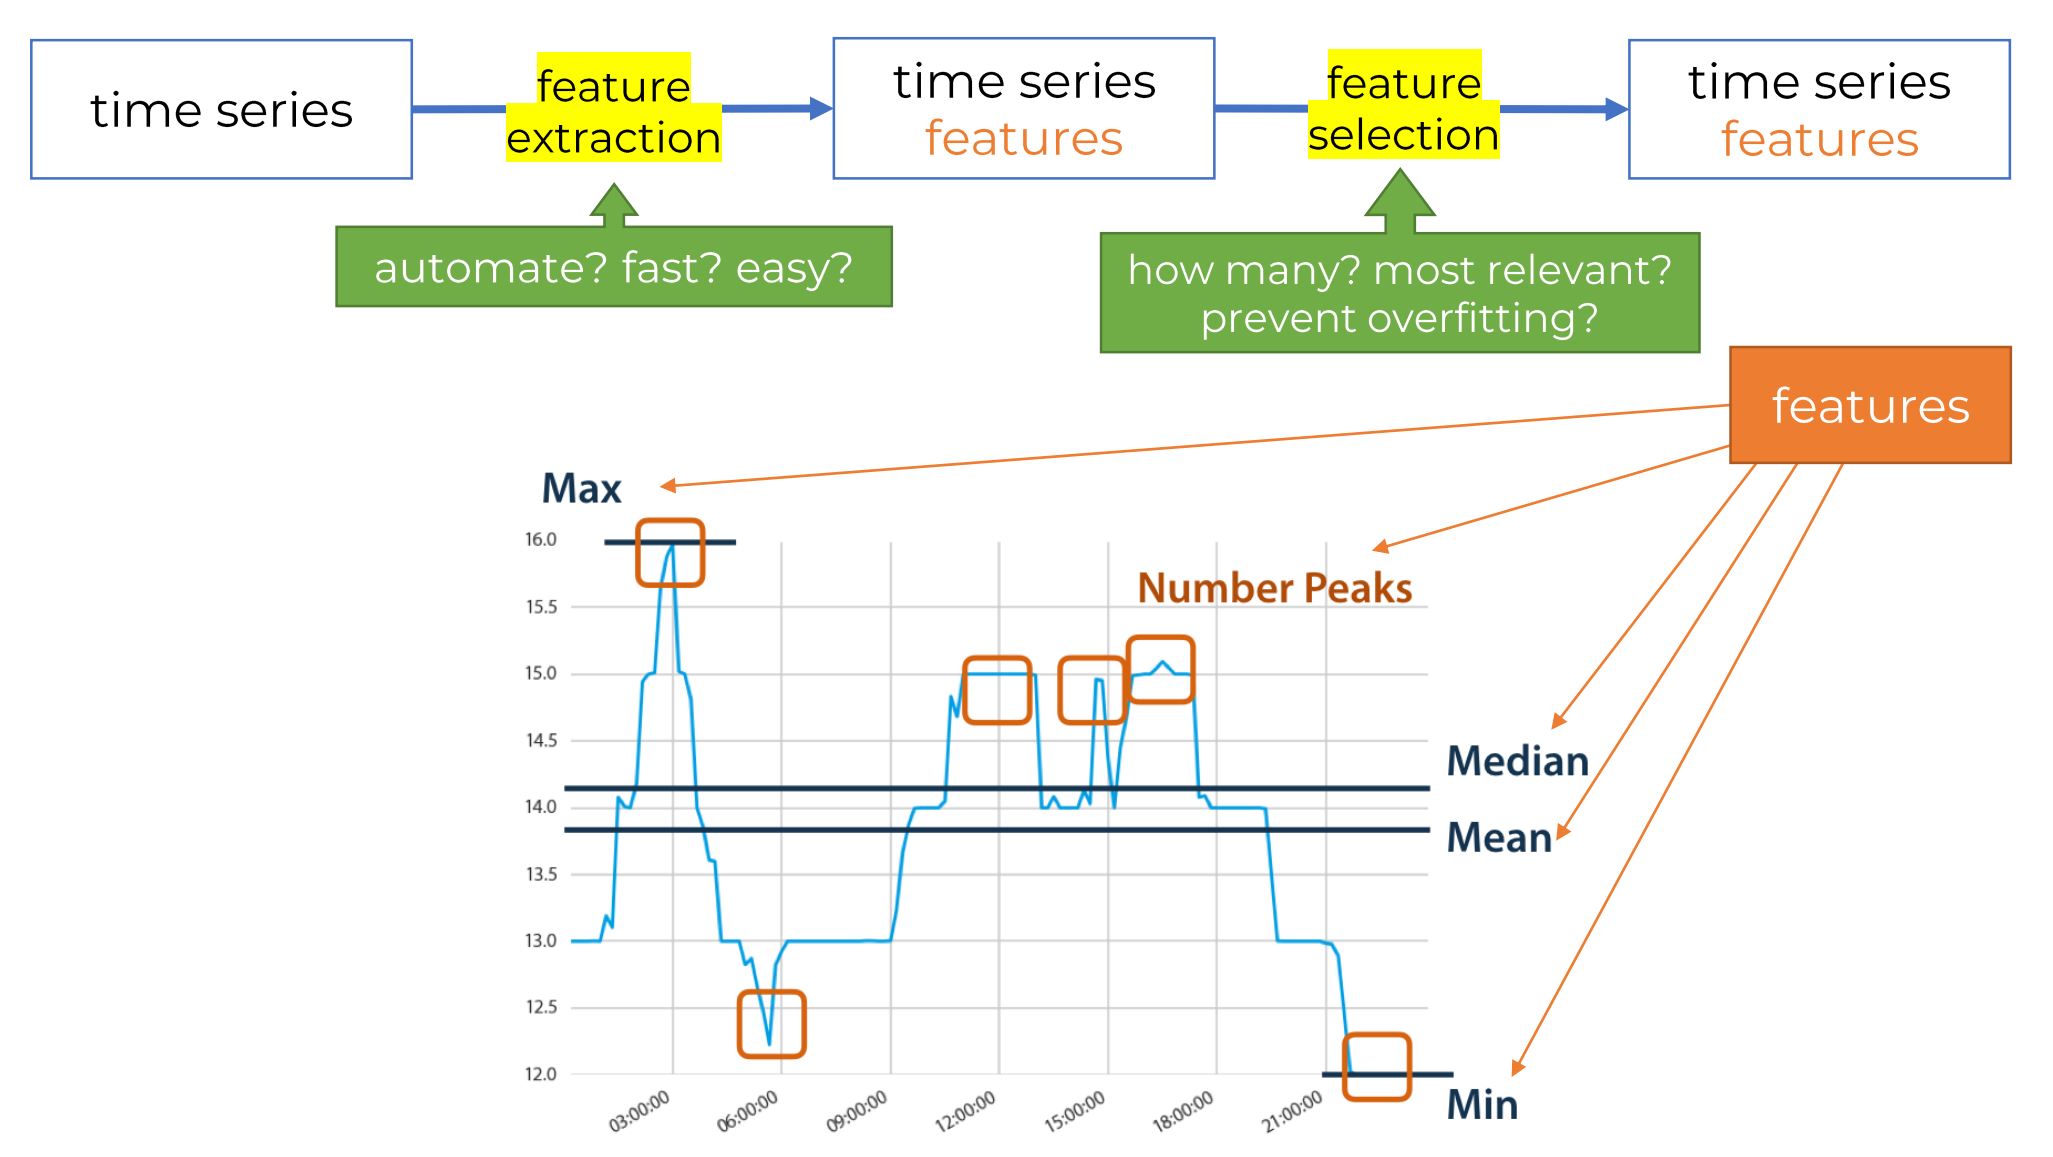 time series
feature
extraction
time series
features
feature
selection
time series
features
automate? fast? easy?
how many? most relevant?
prevent overfitting?
features
Max
Number Peaks
Median
Mean
Min
16.0
15.5
15.0
14.5
14.0
13.5
13.0
12.5
12.0
03:00:00
06:00:00
09:00:00
12:00:00
15:00:00
18:00:00
21:00:00